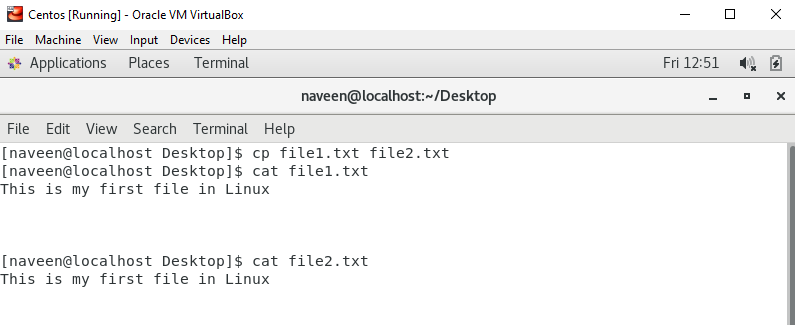 Centos [Running] - Oracle VM VirtualBox
File Machine View Input Devices Help
Applications Places Terminal Fri 12:51
naveen@localhost:~/Desktop
File Edit View Search Terminal Help
[naveen@localhost Desktop]$ cp file1.txt file2.txt
[naveen@localhost Desktop]$ cat file1.txt
This is my first file in Linux
[naveen@localhost Desktop]$ cat file2.txt
This is my first file in Linux